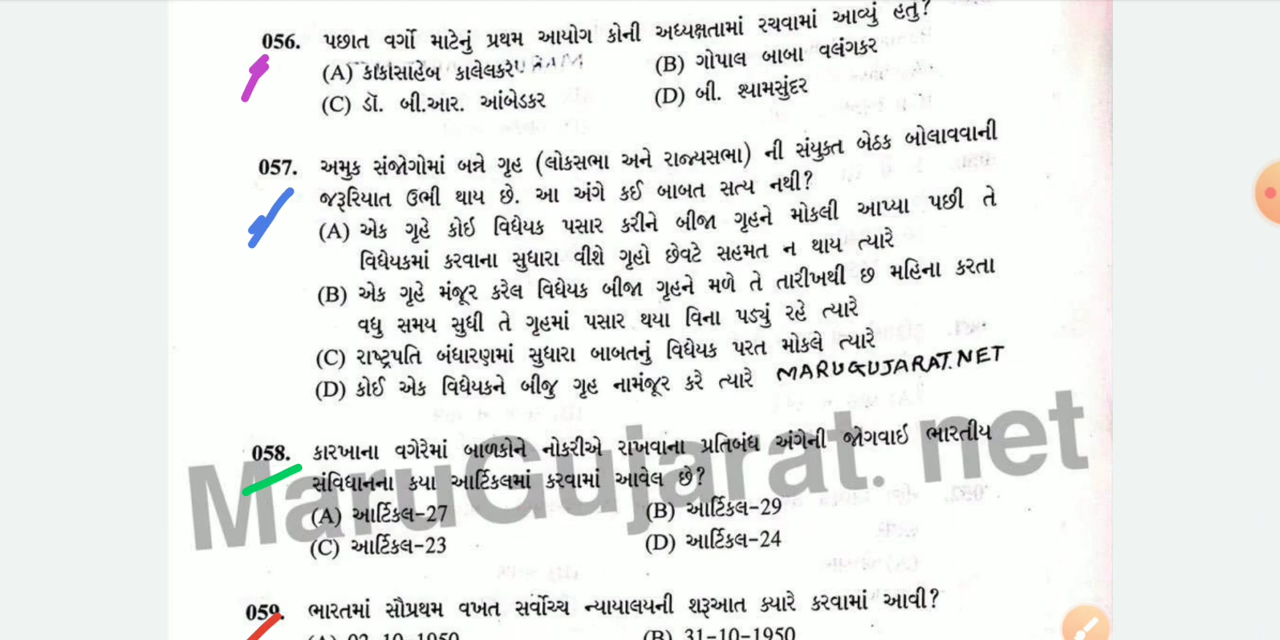 056. પછાત વર્ગો માટેનું પ્રથમ આયોગ કોની અધ્યક્ષતામાં રચવામાં આવ્યું હતુ?
(A) કાકાસાહેબ કાલેલકર (B) ગોપાલ બાબા વલંગકર
(C) ડૉ. બી.આર. આંબેડકર (D) બી. શ્યામસુંદર
057. અમુક સંજોગોમાં બન્ને ગૃહ (લોકસભા અને રાજ્યસભા) ની સંયુક્ત બેઠક બોલાવવાની
જરૂરિયાત ઉભી થાય છે. આ અંગે કઈ બાબત સત્ય નથી?
(A) એક ગૃહે કોઇ વિધેયક પસાર કરીને બીજા ગૃહને મોકલી આપ્યા પછી તે
વિધેયકમાં કરવાના સુધારા વીશે ગૃહો છેવટે સહમત ન થાય ત્યારે
(B) એક ગૃહે મંજૂર કરેલ વિધેયક બીજા ગૃહને મળે તે તારીખથી છ મહિના કરતા
વધુ સમય સુધી તે ગૃહમાં પસાર થયા વિના પડ્યું રહે ત્યારે
(C) રાષ્ટ્રપતિ બંધારણમાં સુધારા બાબતનું વિધેયક પરત મોકલે ત્યારે
(D) કોઈ એક વિધેયકને બીજુ ગૃહ નામંજૂર કરે ત્યારે MARUGUJARAT.NET
MaruGujarat.net
058. કારખાના વગેરેમાં બાળકોને નોકરીએ રાખવાના પ્રતિબંધ અંગેની જોગવાઇ ભારતીય
સંવિધાનના કયા આર્ટિકલમાં કરવામાં આવેલ છે?
(A) આર્ટિકલ-27 (B) આર્ટિકલ-29
(C) આર્ટિકલ-23 (D) આર્ટિકલ-24
059. ભારતમાં સૌપ્રથમ વખત સર્વોચ્ચ ન્યાયાલયની શરૂઆત ક્યારે કરવામાં આવી?
(A) 02-10-1950 (B) 31-10-1950